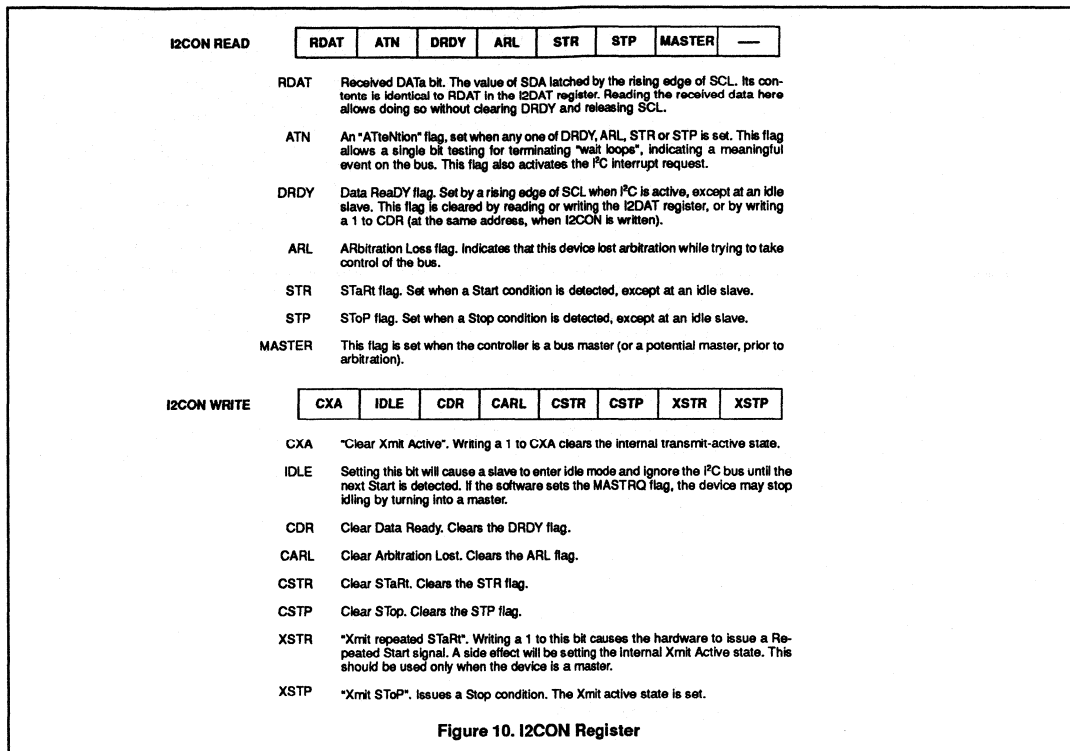 I2CON READ RDAT ATN DRDY ARL STR STP MASTER —
RDAT Received DATa bit. The value of SDA latched by the rising edge of SCL. Its con-
tents is identical to RDAT in the I2DAT register. Reading the received data here
allows doing so without clearing DRDY and releasing SCL.
ATN An "ATteNtion" flag, set when any one of DRDY, ARL, STR or STP is set. This flag
allows a single bit testing for terminating "wait loops", indicating a meaningful
event on the bus. This flag also activates the I²C interrupt request.
DRDY Data ReaDY flag. Set by a rising edge of SCL when I²C is active, except at an idle
slave. This flag is cleared by reading or writing the I2DAT register, or by writing
a 1 to CDR (at the same address, when I2CON is written).
ARL ARbitration Loss flag. Indicates that this device lost arbitration while trying to take
control of the bus.
STR STaRt flag. Set when a Start condition is detected, except at an idle slave.
STP SToP flag. Set when a Stop condition is detected, except at an idle slave.
MASTER This flag is set when the controller is a bus master (or a potential master, prior to
arbitration).
I2CON WRITE CXA IDLE CDR CARL CSTR CSTP XSTR XSTP
CXA "Clear Xmit Active". Writing a 1 to CXA clears the internal transmit-active state.
IDLE Setting this bit will cause a slave to enter idle mode and ignore the I²C bus until the
next Start is detected. If the software sets the MASTRQ flag, the device may stop
idling by turning into a master.
CDR Clear Data Ready. Clears the DRDY flag.
CARL Clear Arbitration Lost. Clears the ARL flag.
CSTR Clear STaRt. Clears the STR flag.
CSTP Clear STop. Clears the STP flag.
XSTR "Xmit repeated STaRt". Writing a 1 to this bit causes the hardware to issue a Re-
peated Start signal. A side effect will be setting the Internal Xmit Active state. This
should be used only when the device is a master.
XSTP "Xmit SToP". Issues a Stop condition. The Xmit active state is set.
Figure 10. I2CON Register